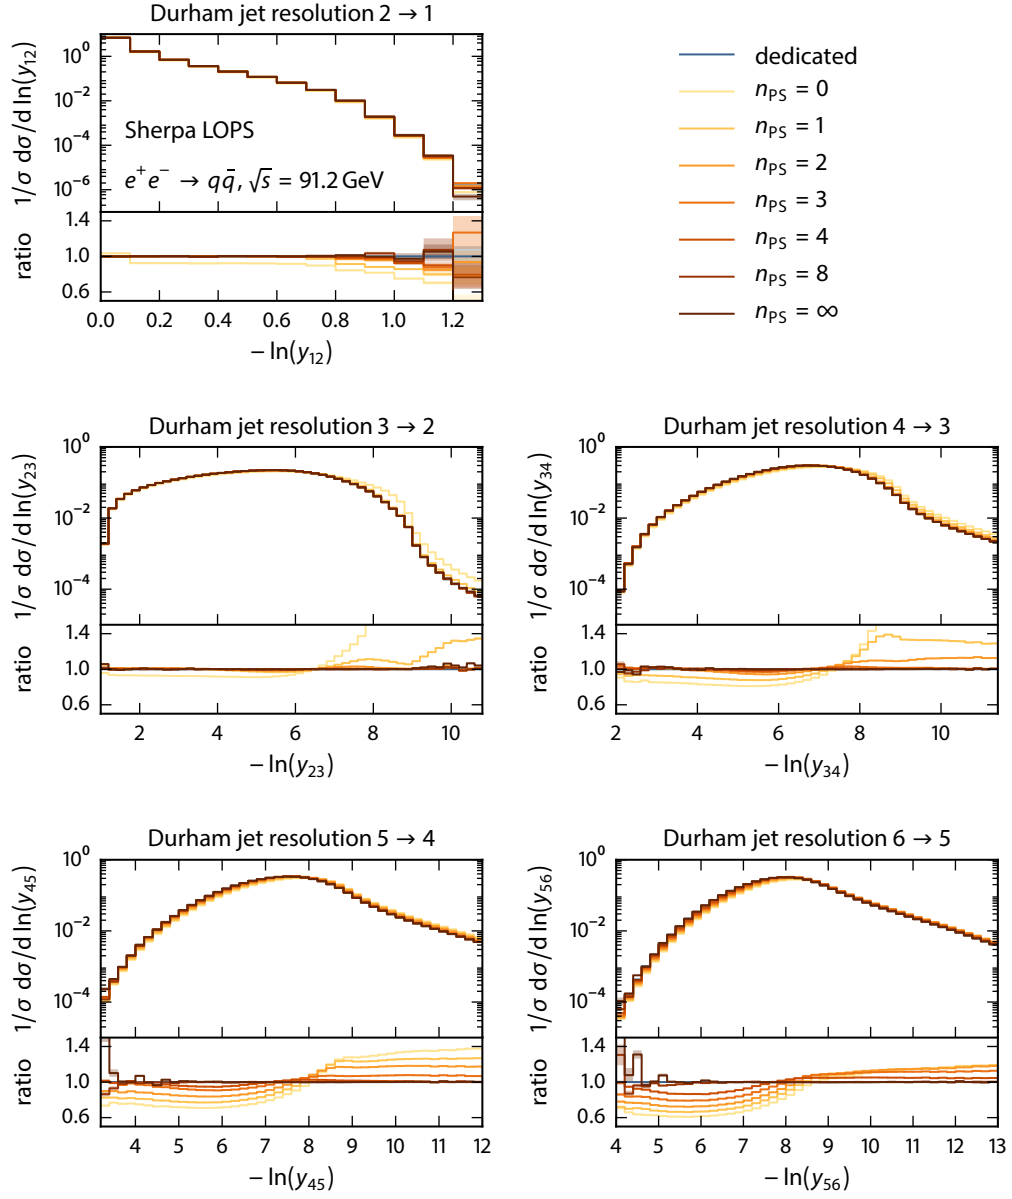 Durham jet resolution 2 → 1
1/σ dσ/d ln(y₁₂)
10⁰
10⁻²
10⁻⁴
10⁻⁶
Sherpa LOPS
e⁺e⁻ → qq̄, √s = 91.2 GeV
ratio
1.4
1.0
0.6
0.0 0.2 0.4 0.6 0.8 1.0 1.2
− ln(y₁₂)
dedicated
n_PS = 0
n_PS = 1
n_PS = 2
n_PS = 3
n_PS = 4
n_PS = 8
n_PS = ∞
Durham jet resolution 3 → 2
1/σ dσ/d ln(y₂₃)
10⁰
10⁻²
10⁻⁴
ratio
1.4
1.0
0.6
2 4 6 8 10
− ln(y₂₃)
Durham jet resolution 4 → 3
1/σ dσ/d ln(y₃₄)
10⁰
10⁻²
10⁻⁴
ratio
1.4
1.0
0.6
2 4 6 8 10
− ln(y₃₄)
Durham jet resolution 5 → 4
1/σ dσ/d ln(y₄₅)
10⁰
10⁻²
10⁻⁴
ratio
1.4
1.0
0.6
4 5 6 7 8 9 10 11 12
− ln(y₄₅)
Durham jet resolution 6 → 5
1/σ dσ/d ln(y₅₆)
10⁰
10⁻²
10⁻⁴
ratio
1.4
1.0
0.6
4 5 6 7 8 9 10 11 12 13
− ln(y₅₆)